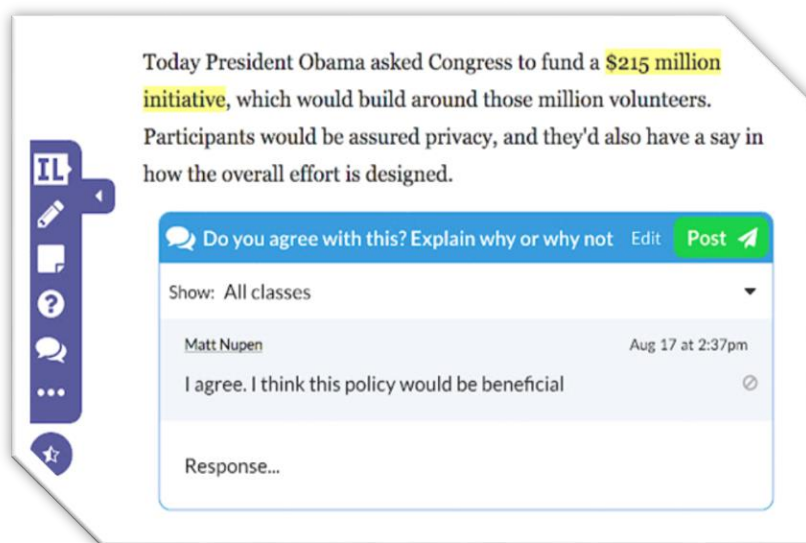 Today President Obama asked Congress to fund a $215 million
initiative, which would build around those million volunteers.
Participants would be assured privacy, and they'd also have a say in
how the overall effort is designed.
IL
Do you agree with this? Explain why or why not Edit Post
Show: All classes
Matt Nupen Aug 17 at 2:37pm
I agree. I think this policy would be beneficial
Response...